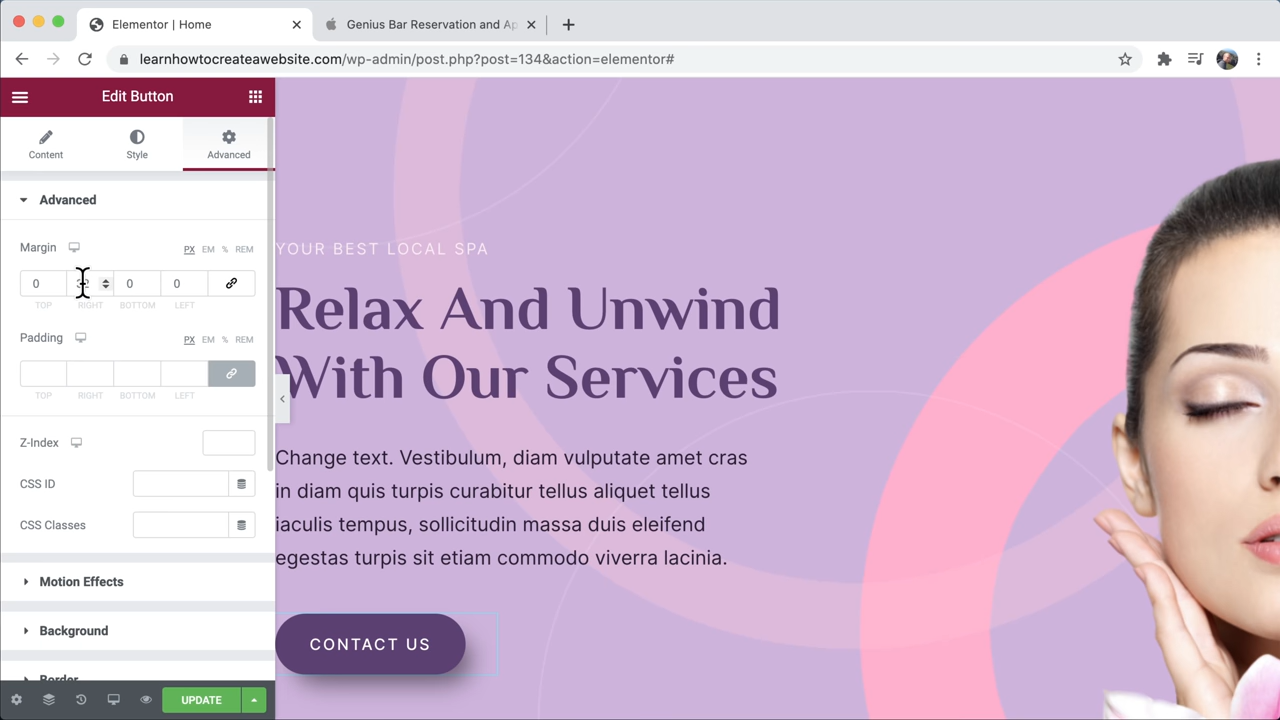 Elementor | Home
Genius Bar Reservation and Ap
learnhowtocreateawebsite.com/wp-admin/post.php?post=134&action=elementor#
Edit Button
Content
Style
Advanced
Advanced
Margin
PX EM % REM
0 0 0
TOP RIGHT BOTTOM LEFT
Padding
PX EM % REM
TOP RIGHT BOTTOM LEFT
Z-Index
CSS ID
CSS Classes
Motion Effects
Background
Border
UPDATE
YOUR BEST LOCAL SPA
Relax And Unwind
With Our Services
Change text. Vestibulum, diam vulputate amet cras
in diam quis turpis curabitur tellus aliquet tellus
iaculis tempus, sollicitudin massa duis eleifend
egestas turpis sit etiam commodo viverra lacinia.
CONTACT US